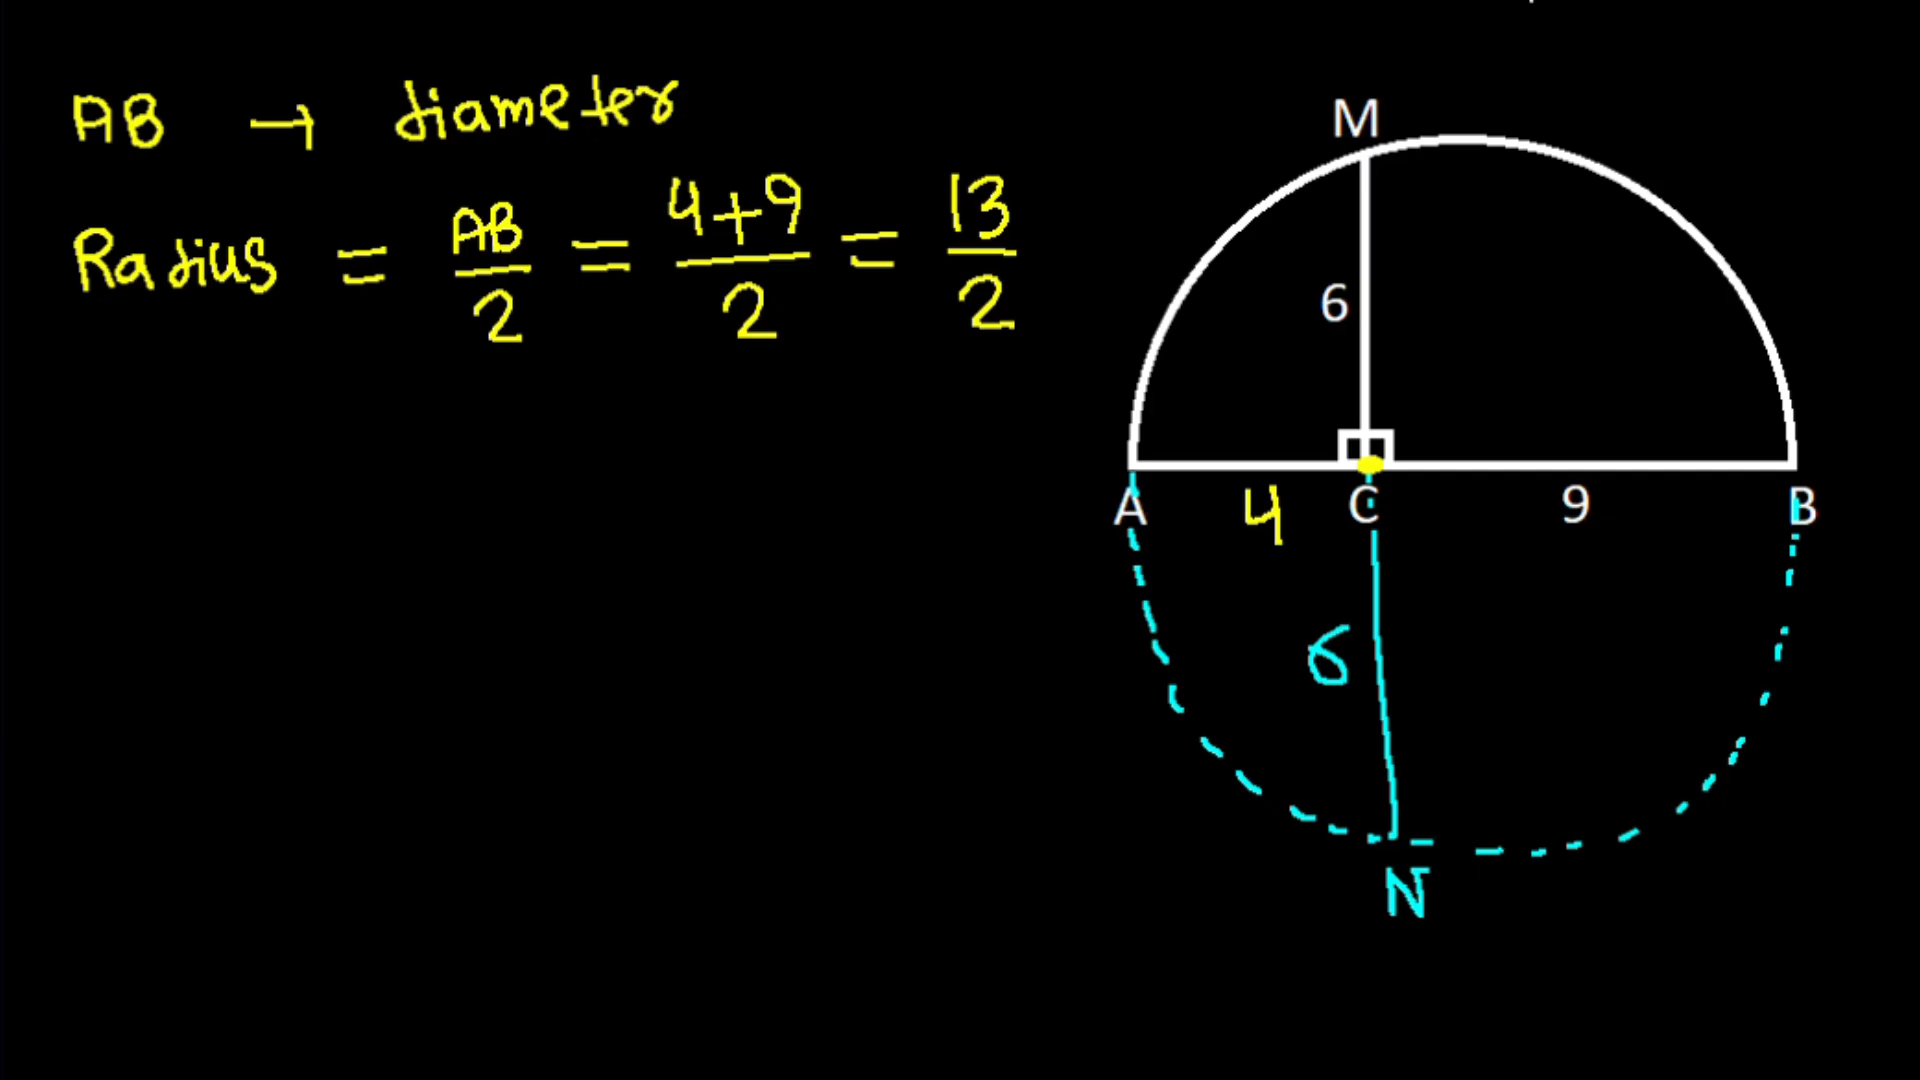 AB → diameter
Radius = AB/2 = 4+9/2 = 13/2
M
6
A 4 C 9 B
6
N